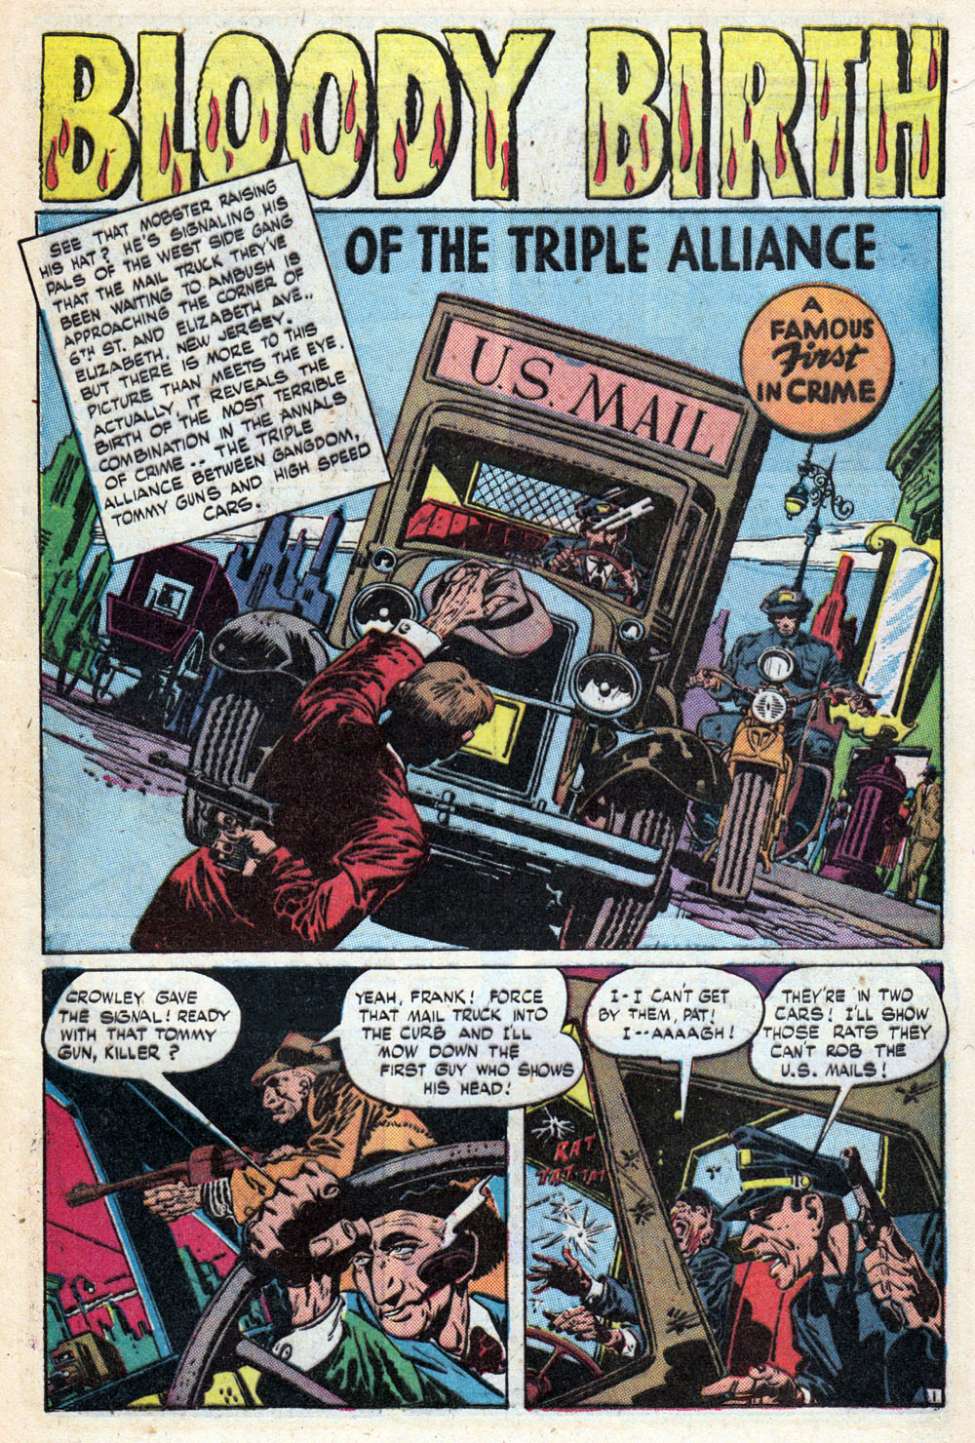 BLOODY BIRTH
OF THE TRIPLE ALLIANCE
SEE THAT MOBSTER RAISING
HIS HAT? HE'S SIGNALING HIS
PALS OF THE WEST SIDE GANG
THAT THE MAIL TRUCK THEY'VE
BEEN WAITING TO AMBUSH IS
APPROACHING THE CORNER OF
6TH ST. AND ELIZABETH AVE.,
ELIZABETH, NEW JERSEY.
BUT THERE IS MORE TO THIS
PICTURE THAN MEETS THE EYE.
ACTUALLY, IT REVEALS THE
BIRTH OF THE MOST TERRIBLE
COMBINATION IN THE ANNALS
OF CRIME.. THE TRIPLE
ALLIANCE BETWEEN GANGDOM,
TOMMY GUNS AND HIGH SPEED
CARS.
A
FAMOUS
First
IN CRIME
U.S. MAIL
CROWLEY GAVE
THE SIGNAL! READY
WITH THAT TOMMY
GUN, KILLER?
YEAH, FRANK! FORCE
THAT MAIL TRUCK INTO
THE CURB AND I'LL
MOW DOWN THE
FIRST GUY WHO SHOWS
HIS HEAD!
I-I CAN'T GET
BY THEM, PAT!
I--AAAAGH!
THEY'RE IN TWO
CARS! I'LL SHOW
THOSE RATS THEY
CAN'T ROB THE
U.S. MAILS!
RAT
TAT-TAT
1